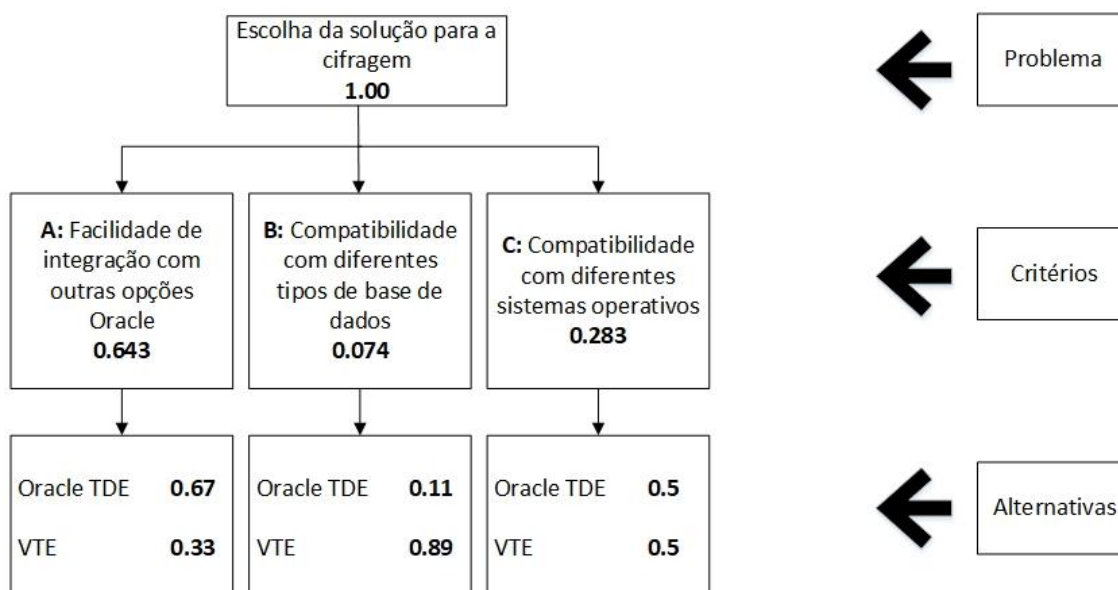 Escolha da solução para a
cifragem
1.00
Problema
A: Facilidade de
integração com
outras opções
Oracle
0.643
B: Compatibilidade
com diferentes
tipos de base de
dados
0.074
C: Compatibilidade
com diferentes
sistemas operativos
0.283
Critérios
Oracle TDE 0.67
VTE 0.33
Oracle TDE 0.11
VTE 0.89
Oracle TDE 0.5
VTE 0.5
Alternativas